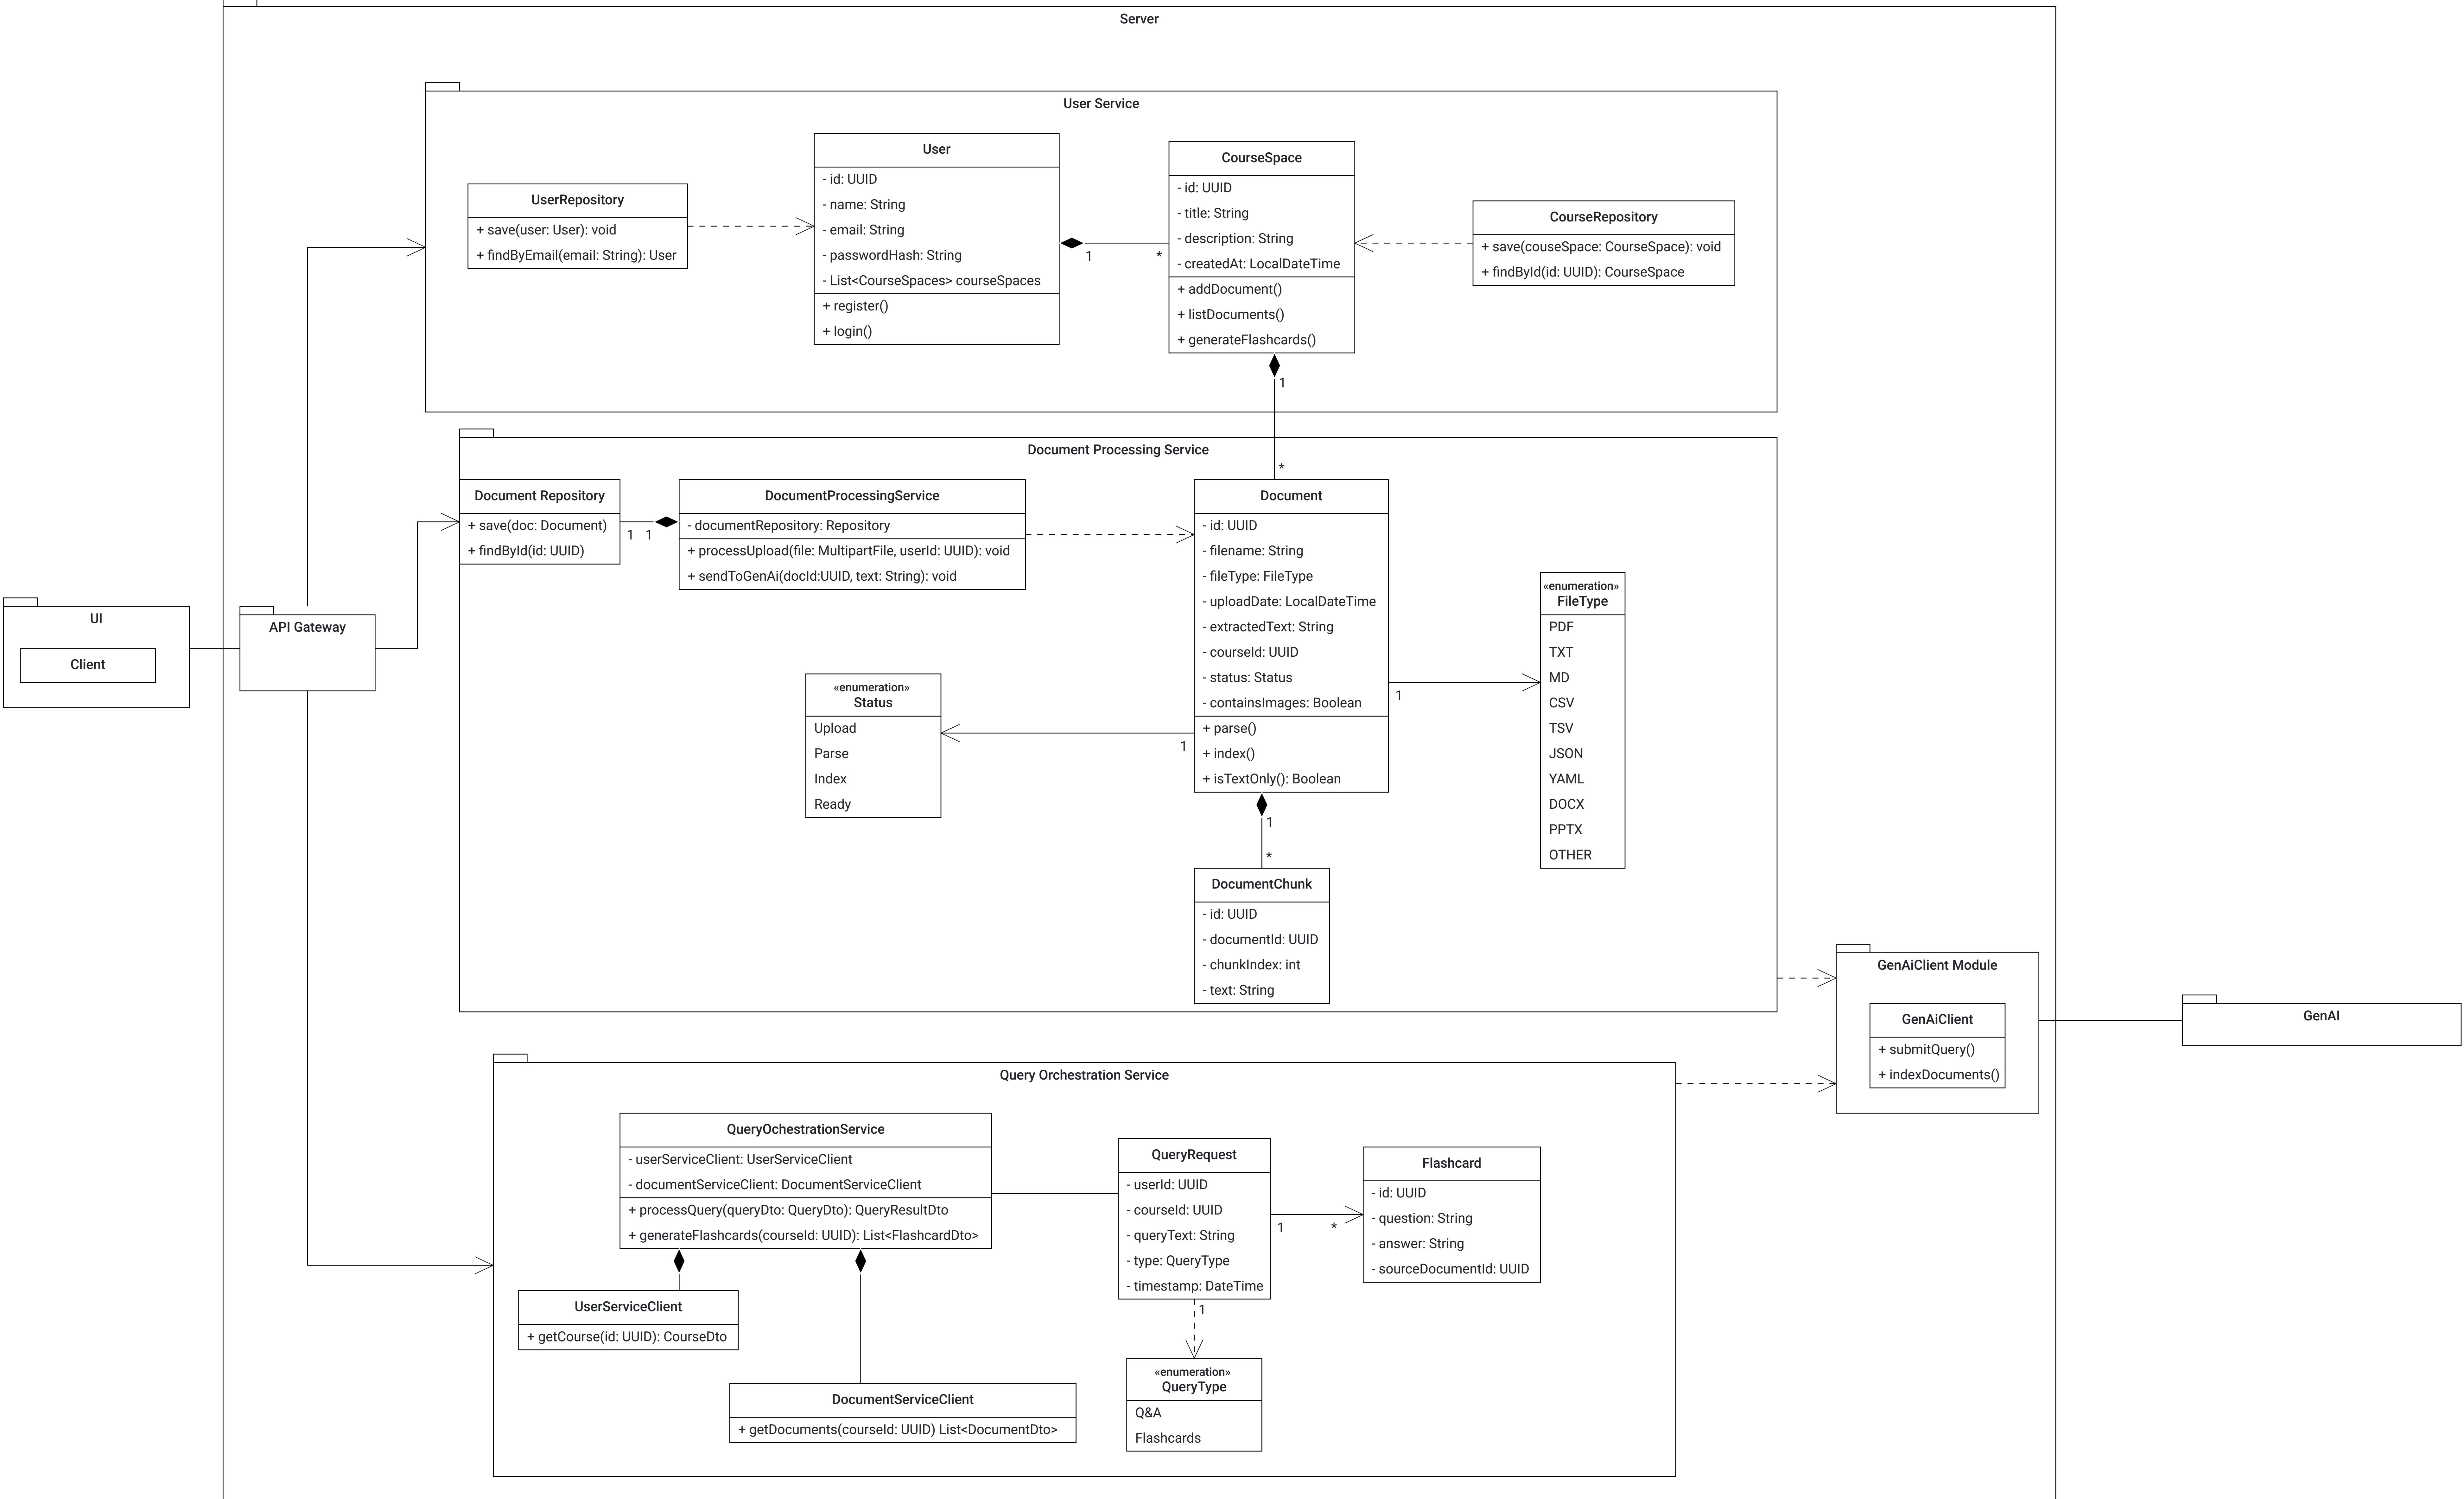 Server
User Service
UserRepository
+ save(user: User): void
+ findByEmail(email: String): User
User
- id: UUID
- name: String
- email: String
- passwordHash: String
- List<CourseSpaces> courseSpaces
+ register()
+ login()
1
*
CourseSpace
- id: UUID
- title: String
- description: String
- createdAt: LocalDateTime
+ addDocument()
+ listDocuments()
+ generateFlashcards()
CourseRepository
+ save(couseSpace: CourseSpace): void
+ findById(id: UUID): CourseSpace
1
*
Document Processing Service
Document Repository
+ save(doc: Document)
+ findById(id: UUID)
1
1
DocumentProcessingService
- documentRepository: Repository
+ processUpload(file: MultipartFile, userId: UUID): void
+ sendToGenAi(docId:UUID, text: String): void
Document
- id: UUID
- filename: String
- fileType: FileType
- uploadDate: LocalDateTime
- extractedText: String
- courseId: UUID
- status: Status
- containsImages: Boolean
+ parse()
+ index()
+ isTextOnly(): Boolean
1
1
1
*
«enumeration»
FileType
PDF
TXT
MD
CSV
TSV
JSON
YAML
DOCX
PPTX
OTHER
«enumeration»
Status
Upload
Parse
Index
Ready
DocumentChunk
- id: UUID
- documentId: UUID
- chunkIndex: int
- text: String
UI
Client
API Gateway
GenAiClient Module
GenAiClient
+ submitQuery()
+ indexDocuments()
GenAI
Query Orchestration Service
QueryOchestrationService
- userServiceClient: UserServiceClient
- documentServiceClient: DocumentServiceClient
+ processQuery(queryDto: QueryDto): QueryResultDto
+ generateFlashcards(courseId: UUID): List<FlashcardDto>
QueryRequest
- userId: UUID
- courseId: UUID
- queryText: String
- type: QueryType
- timestamp: DateTime
1
*
1
Flashcard
- id: UUID
- question: String
- answer: String
- sourceDocumentId: UUID
UserServiceClient
+ getCourse(id: UUID): CourseDto
DocumentServiceClient
+ getDocuments(courseId: UUID) List<DocumentDto>
«enumeration»
QueryType
Q&A
Flashcards